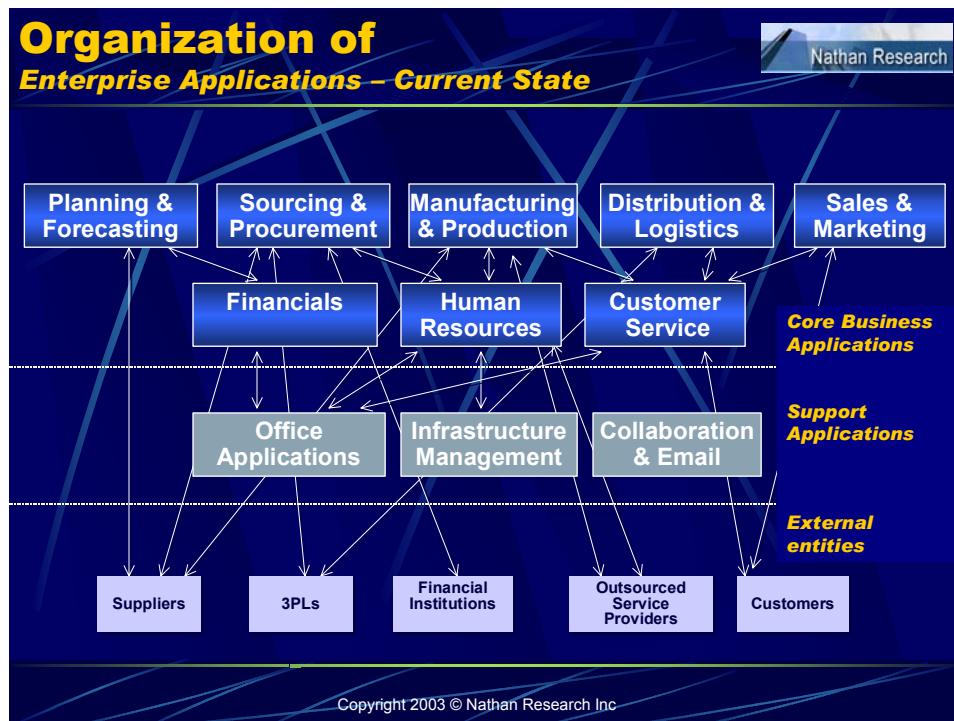 Organization of
Enterprise Applications – Current State
Nathan Research
Planning &
Forecasting
Sourcing &
Procurement
Manufacturing
& Production
Distribution &
Logistics
Sales &
Marketing
Financials
Human
Resources
Customer
Service
Core Business
Applications
Office
Applications
Infrastructure
Management
Collaboration
& Email
Support
Applications
External
entities
Suppliers
3PLs
Financial
Institutions
Outsourced
Service
Providers
Customers
Copyright 2003 © Nathan Research Inc